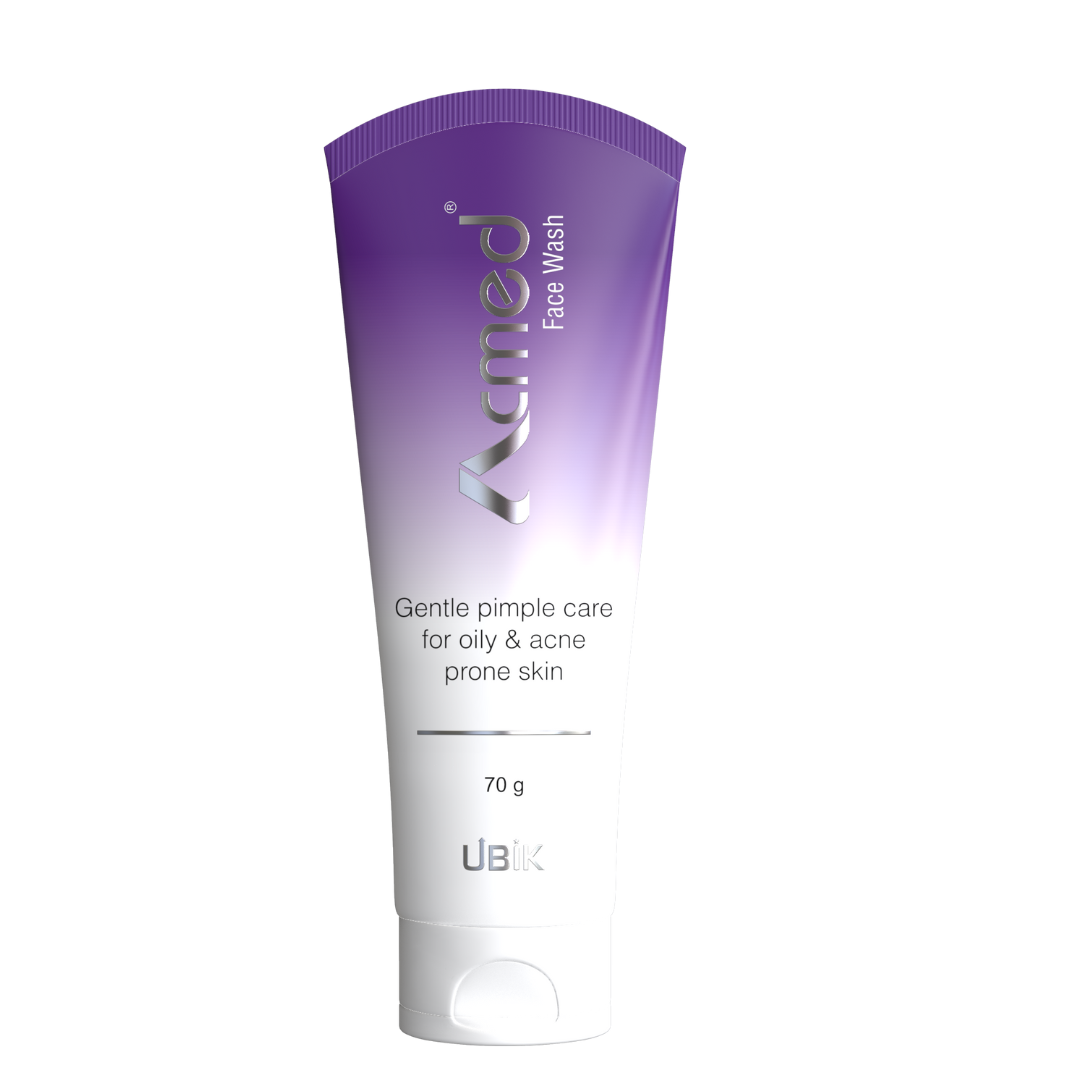 Acmed®
Face Wash
Gentle pimple care
for oily & acne
prone skin
70 g
UBiK